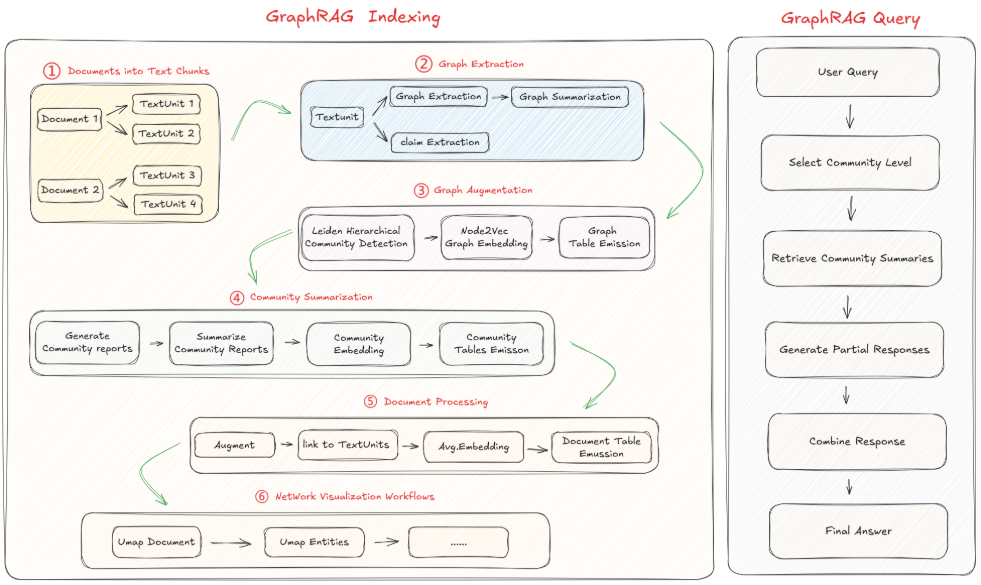 GraphRAG Indexing
① Documents into Text Chunks
Document 1
TextUnit 1
TextUnit 2
Document 2
TextUnit 3
TextUnit 4
② Graph Extraction
Textunit
Graph Extraction
Graph Summarization
claim Extraction
③ Graph Augmentation
Leiden Hierarchical
Community Detection
Node2Vec
Graph Embedding
Graph
Table Emission
④ Community Summarization
Generate
Community reports
Summarize
Community Reports
Community
Embedding
Community
Tables Emisson
⑤ Document Processing
Augment
link to TextUnits
Avg.Embedding
Document Table
Emussion
⑥ NetWork Visualization Workflows
Umap Document
Umap Entities
......
GraphRAG Query
User Query
Select Community Level
Retrieve Community Summaries
Generate Partial Responses
Combine Response
Final Answer